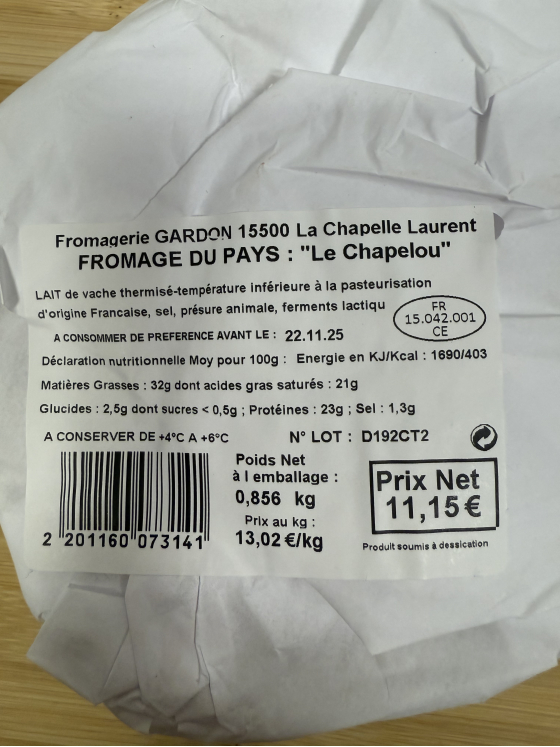 Fromagerie GARDON 15500 La Chapelle Laurent
FROMAGE DU PAYS : "Le Chapelou"
LAIT de vache thermisé-température inférieure à la pasteurisation
d'origine Francaise, sel, présure animale, ferments lactiqu
FR
15.042.001
CE
A CONSOMMER DE PREFERENCE AVANT LE : 22.11.25
Déclaration nutritionnelle Moy pour 100g : Energie en KJ/Kcal : 1690/403
Matières Grasses : 32g dont acides gras saturés : 21g
Glucides : 2,5g dont sucres < 0,5g ; Protéines : 23g ; Sel : 1,3g
A CONSERVER DE +4°C A +6°C N° LOT : D192CT2
Poids Net
à l emballage :
0,856 kg
Prix au kg :
13,02 €/kg
Prix Net
11,15 €
2 201160 073141
Produit soumis à dessication